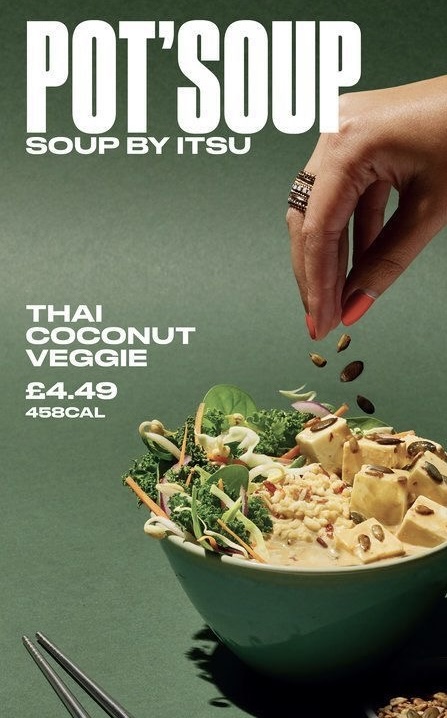 POT'SOUP
SOUP BY ITSU
THAI
COCONUT
VEGGIE
£4.49
458CAL